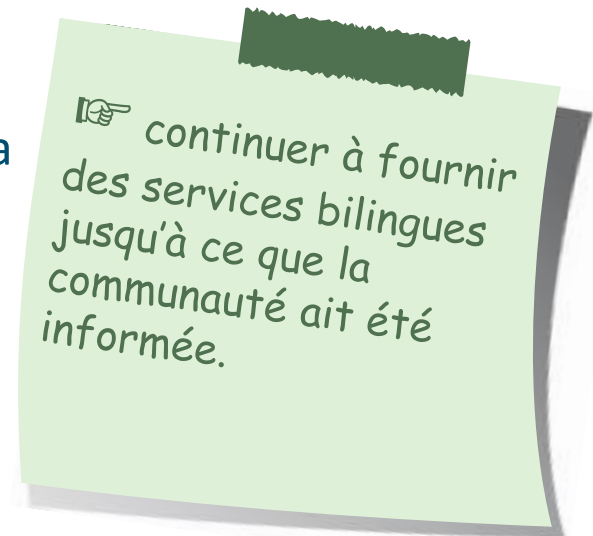 a
☞ continuer à fournir
des services bilingues
jusqu'à ce que la
communauté ait été
informée.